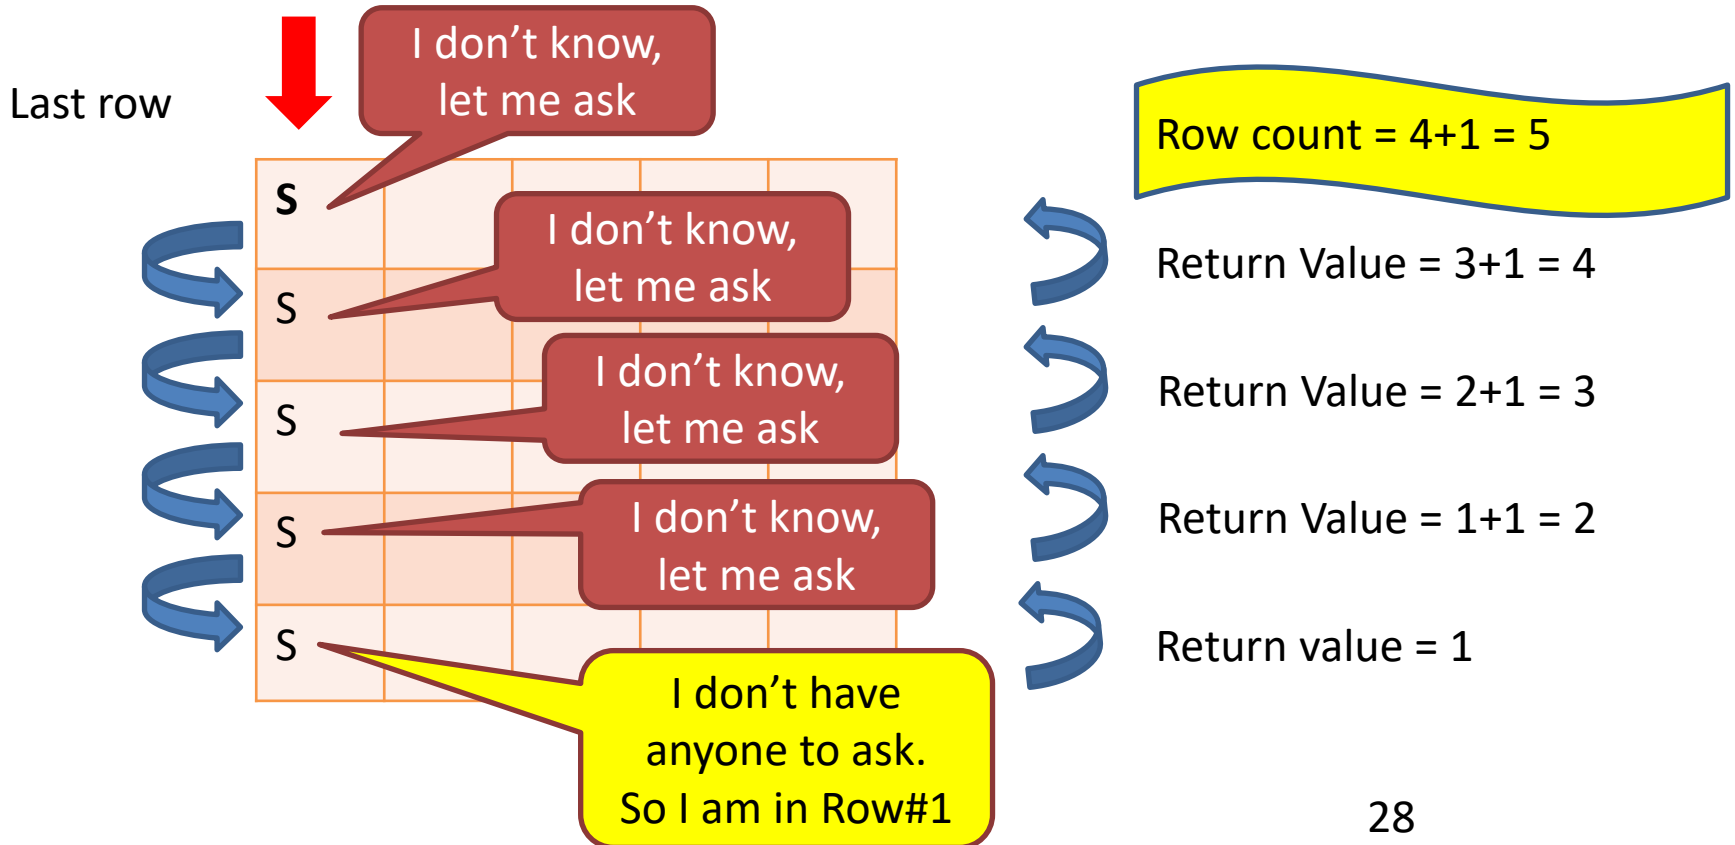 Last row
I don’t know,
let me ask
S
I don’t know,
let me ask
S
I don’t know,
let me ask
S
I don’t know,
let me ask
S
S
I don’t have
anyone to ask.
So I am in Row#1
Row count = 4+1 = 5
Return Value = 3+1 = 4
Return Value = 2+1 = 3
Return Value = 1+1 = 2
Return value = 1
28